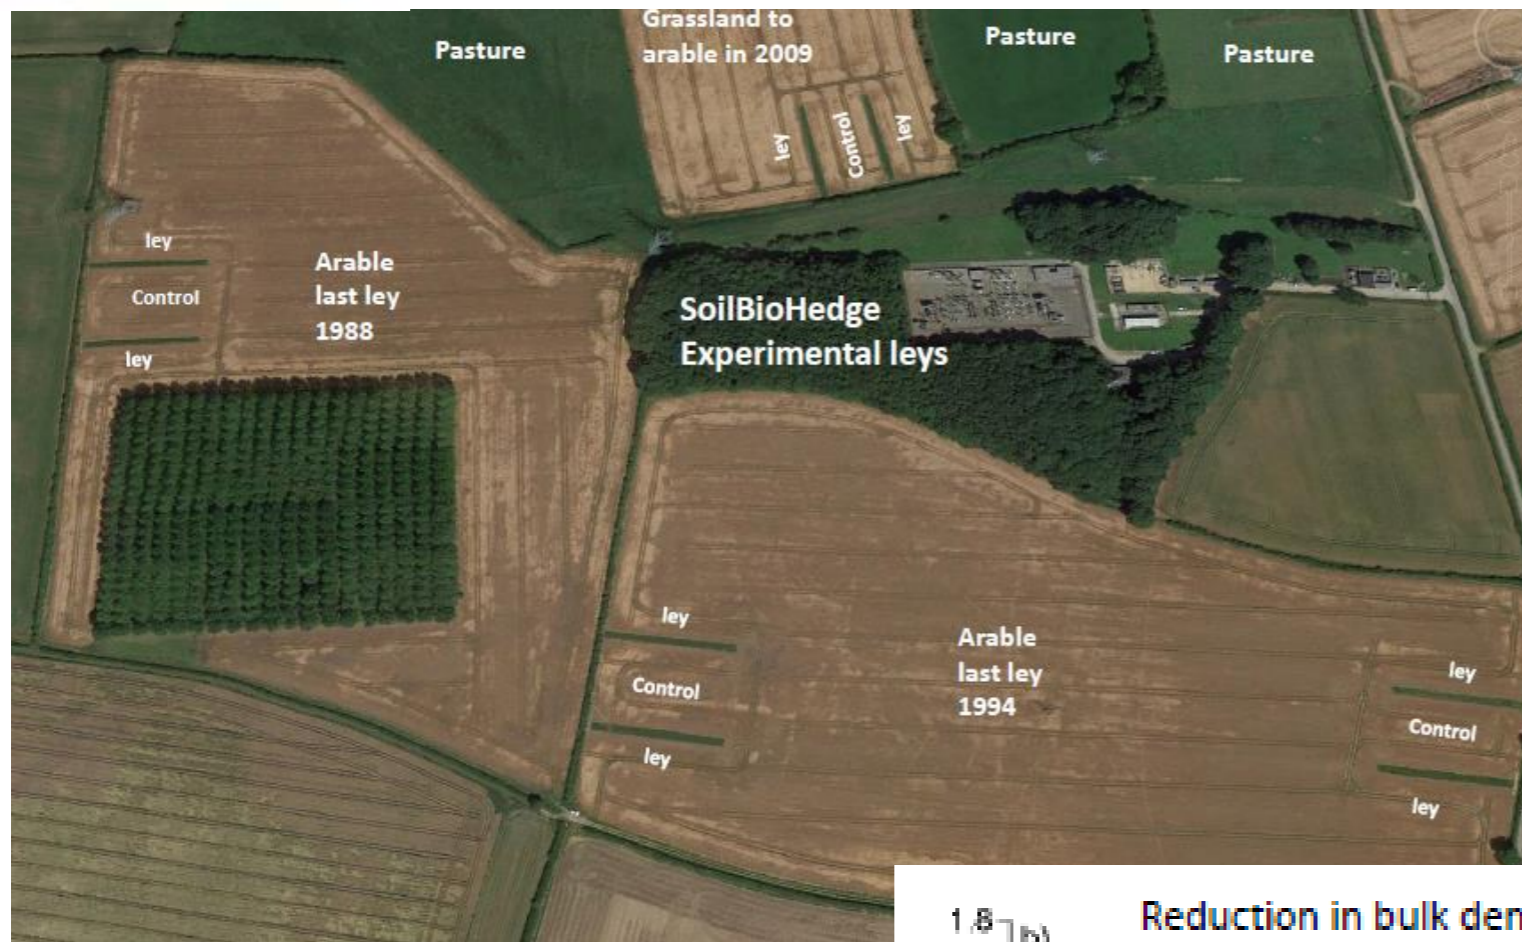 Grassland to
arable in 2009
Pasture
Pasture
Pasture
ley
Control
ley
ley
Control
ley
Arable
last ley
1988
SoilBioHedge
Experimental leys
ley
Control
ley
Arable
last ley
1994
ley
Control
ley
1.8
Reduction in bulk